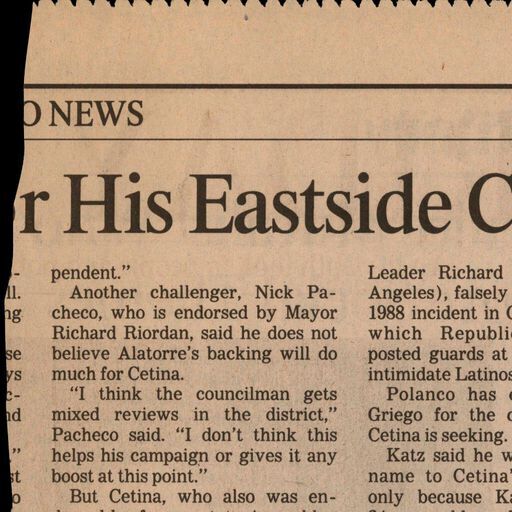 O NEWS
r His Eastside C
ll.
ng
se
ys
c-
nd
,"
st
o
pendent."
Another challenger, Nick Pa-
checo, who is endorsed by Mayor
Richard Riordan, said he does not
believe Alatorre's backing will do
much for Cetina.
"I think the councilman gets
mixed reviews in the district,"
Pacheco said. "I don't think this
helps his campaign or gives it any
boost at this point."
But Cetina, who also was en-
Leader Richard
Angeles), falsely
1988 incident in
which Republic
posted guards at
intimidate Latinos
Polanco has
Griego for the
Cetina is seeking.
Katz said he w
name to Cetina'
only because Ka